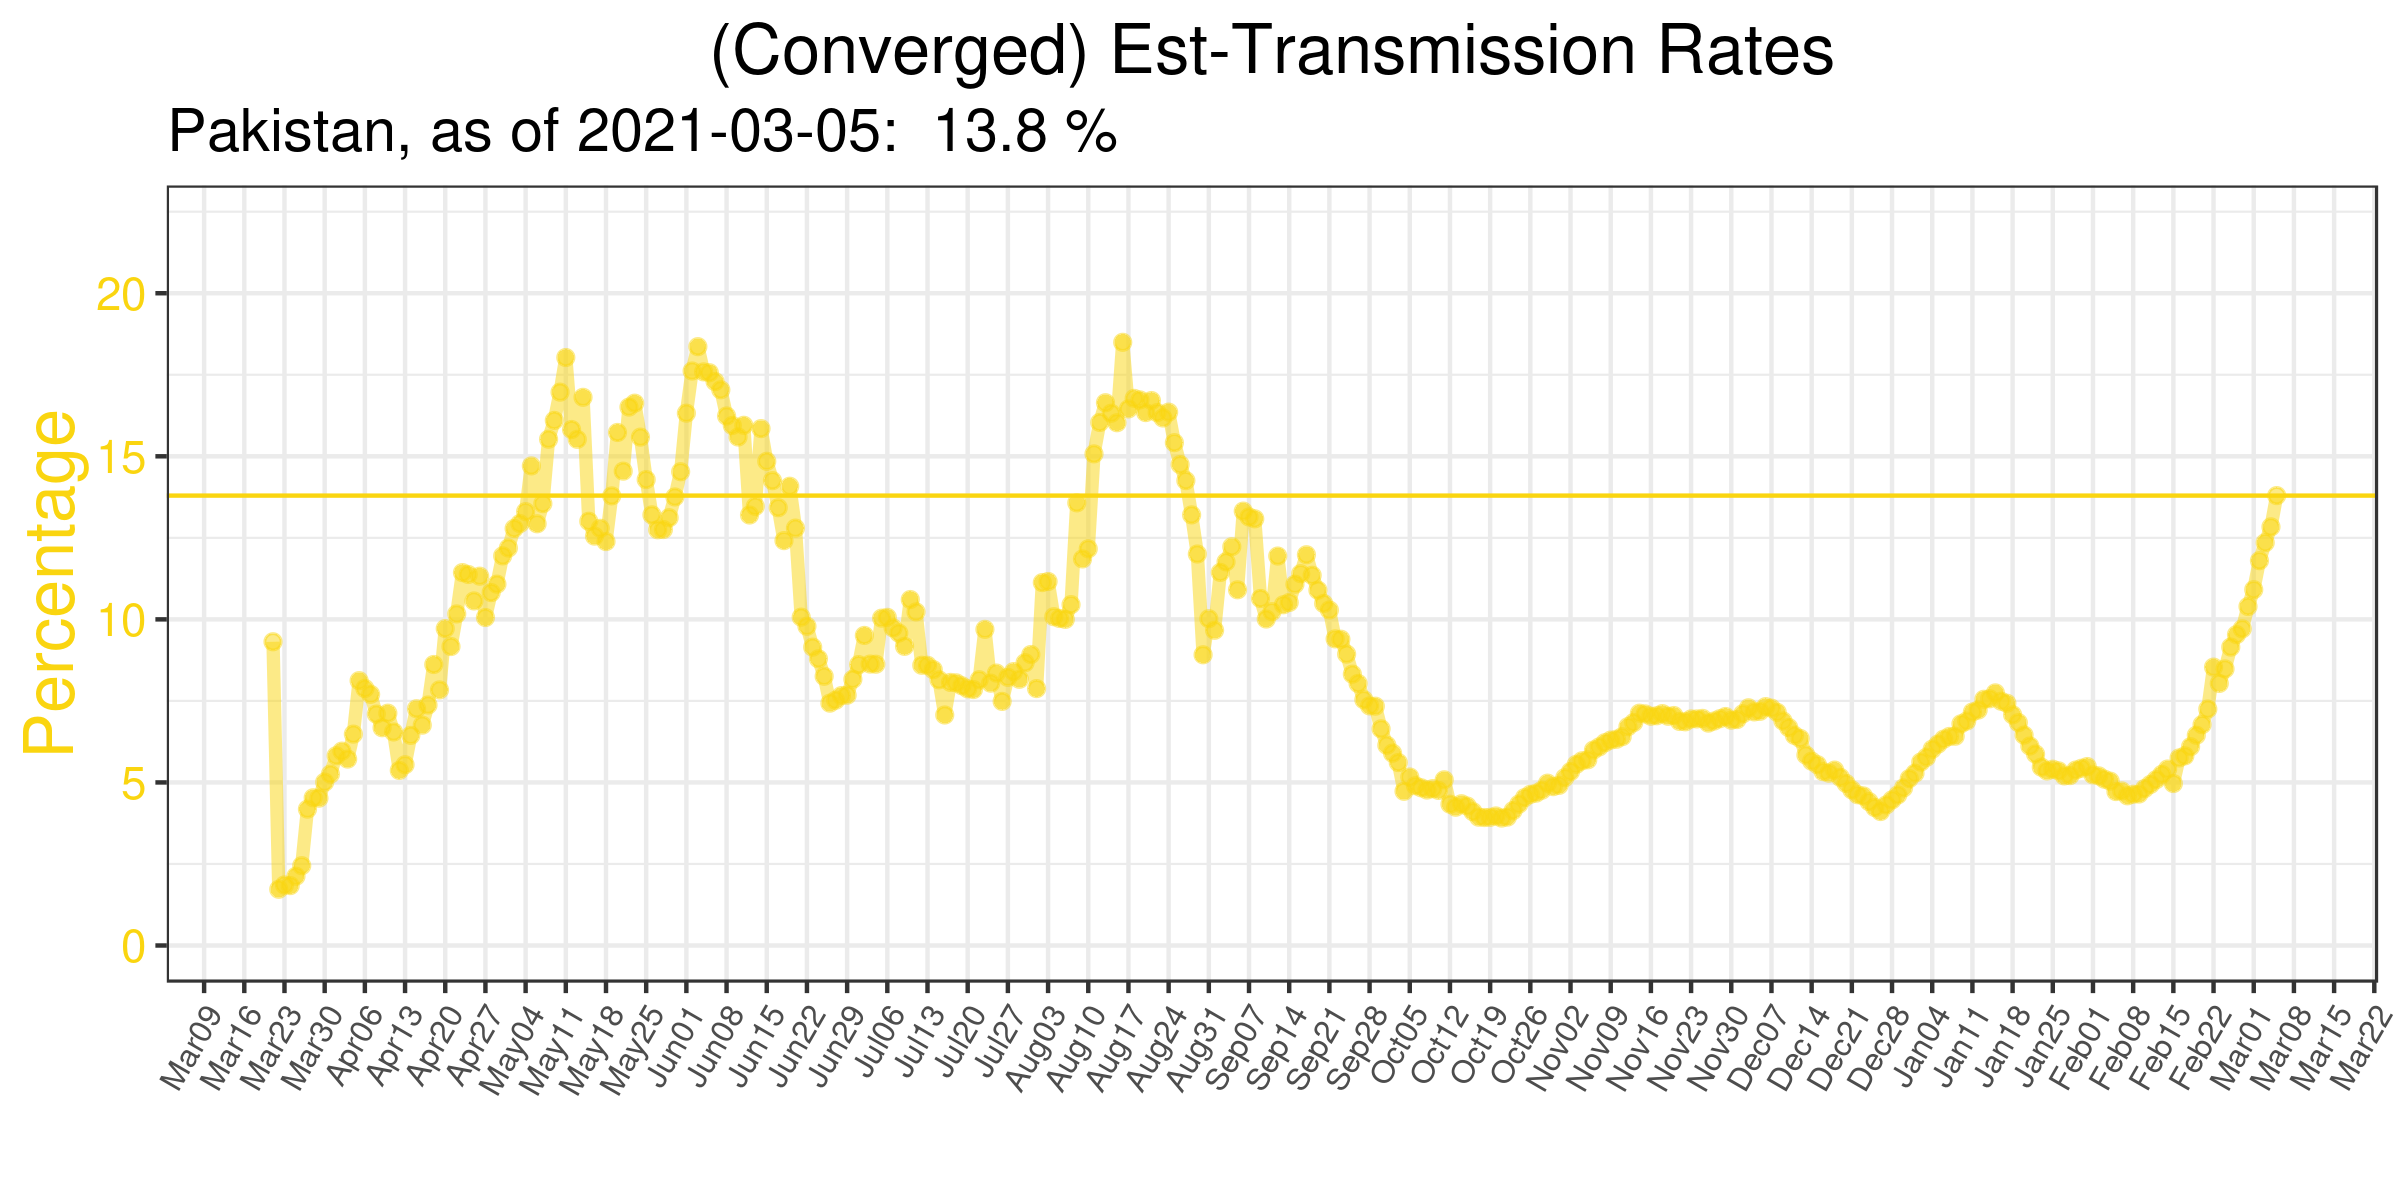 (Converged) Est-Transmission Rates
Pakistan, as of 2021-03-05:  13.8 %
Percentage
20
15
10
5
0
Mar09
Mar16
Mar23
Mar30
Apr06
Apr13
Apr20
Apr27
May04
May11
May18
May25
Jun01
Jun08
Jun15
Jun22
Jun29
Jul06
Jul13
Jul20
Jul27
Aug03
Aug10
Aug17
Aug24
Aug31
Sep07
Sep14
Sep21
Sep28
Oct05
Oct12
Oct19
Oct26
Nov02
Nov09
Nov16
Nov23
Nov30
Dec07
Dec14
Dec21
Dec28
Jan04
Jan11
Jan18
Jan25
Feb01
Feb08
Feb15
Feb22
Mar01
Mar08
Mar15
Mar22